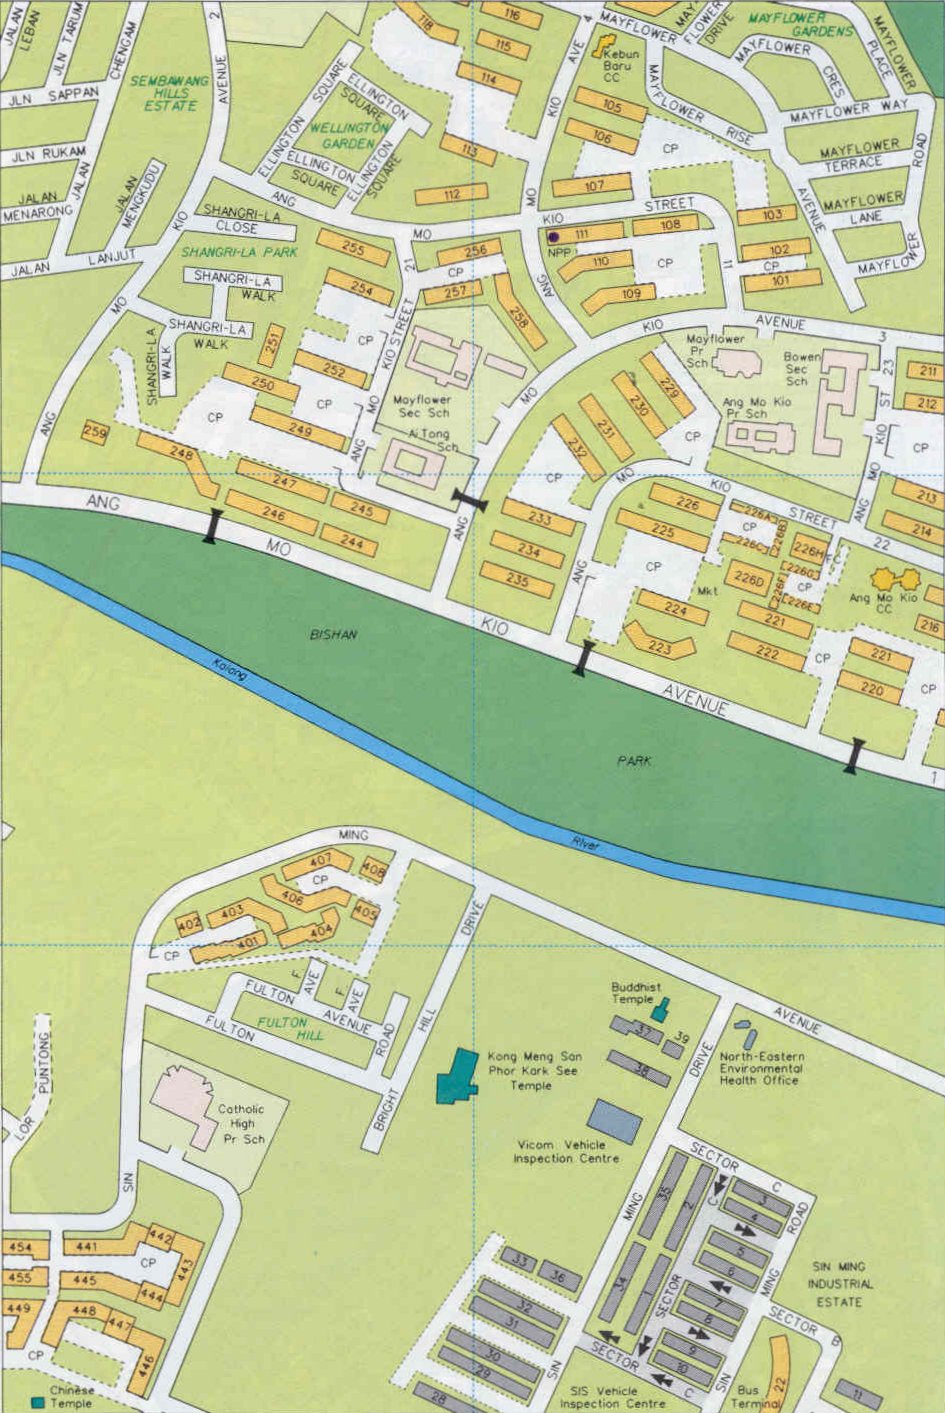 JALAN
LEBAN
JLN TARUM
CHENGAM
JLN SAPPAN
SEMBAWANG
HILLS
ESTATE
AVENUE
2
JLN RUKAM
JALAN
JALAN
MENARONG
JALAN
MENGKUDU
KIO
JALAN
LANJUT
MO
ANG
ELLINGTON
SQUARE
ELLINGTON
SQUARE
WELLINGTON
GARDEN
ELLINGTON
SQUARE
ELLINGTON
SQUARE
ANG
MO
KIO
STREET
11
SHANGRI-LA
CLOSE
SHANGRI-LA PARK
SHANGRI-LA
WALK
SHANGRI-LA
WALK
SHANGRI-LA
WALK
118
116
115
114
113
112
AVE
4
KIO
MO
ANG
Kebun
Baru
CC
105
106
107
CP
111
NPP
108
110
109
CP
103
102
CP
101
MAYFLOWER
MAYFLOWER
DRIVE
MAYFLOWER
GARDENS
MAYFLOWER
PLACE
MAYFLOWER
CRES
MAYFLOWER
RISE
MAYFLOWER WAY
MAYFLOWER
TERRACE
MAYFLOWER
LANE
ROAD
MAYFLOWER
AVENUE
255
254
256
CP
257
258
21
KIO STREET
MO
ANG
CP
251
252
250
CP
CP
249
259
248
247
246
245
244
Mayflower
Sec Sch
Ai Tong
Sch
ANG
MO
KIO
AVENUE
3
Mayflower
Pr
Sch
Bowen
Sec
Sch
Ang Mo Kio
Pr Sch
ANG
MO
KIO
ST
23
211
212
CP
213
214
229
230
231
232
CP
CP
233
234
235
ANG
MO
KIO
STREET
22
226
225
CP
226A
CP
226B
226C
226H
FC
226G
226D
226F
CP
226E
Mkt
224
223
221
222
CP
Ang Mo Kio
CC
216
221
220
CP
ANG
MO
KIO
AVENUE
1
BISHAN
PARK
Kalang
River
MING
407
408
CP
406
405
402
403
404
401
CP
F.
AVE
F.
AVE
FULTON
AVENUE
FULTON
HILL
FULTON
ROAD
BRIGHT
HILL
DRIVE
LOR
PUNTONG
SIN
Catholic
High
Pr Sch
Kong Meng San
Phor Kark See
Temple
Buddhist
Temple
37
39
38
Vicom Vehicle
Inspection Centre
AVENUE
DRIVE
MING
SIN
North-Eastern
Environmental
Health Office
SECTOR
C
C
ROAD
MING
SIN
35
2
3
4
5
6
34
1
SECTOR
7
8
9
10
SECTOR
C
SIN MING
INDUSTRIAL
ESTATE
SECTOR
B
33
36
32
31
30
29
28
SIS Vehicle
Inspection Centre
Bus
Terminal
22
11
454
441
442
443
CP
455
445
444
449
448
447
446
CP
Chinese
Temple